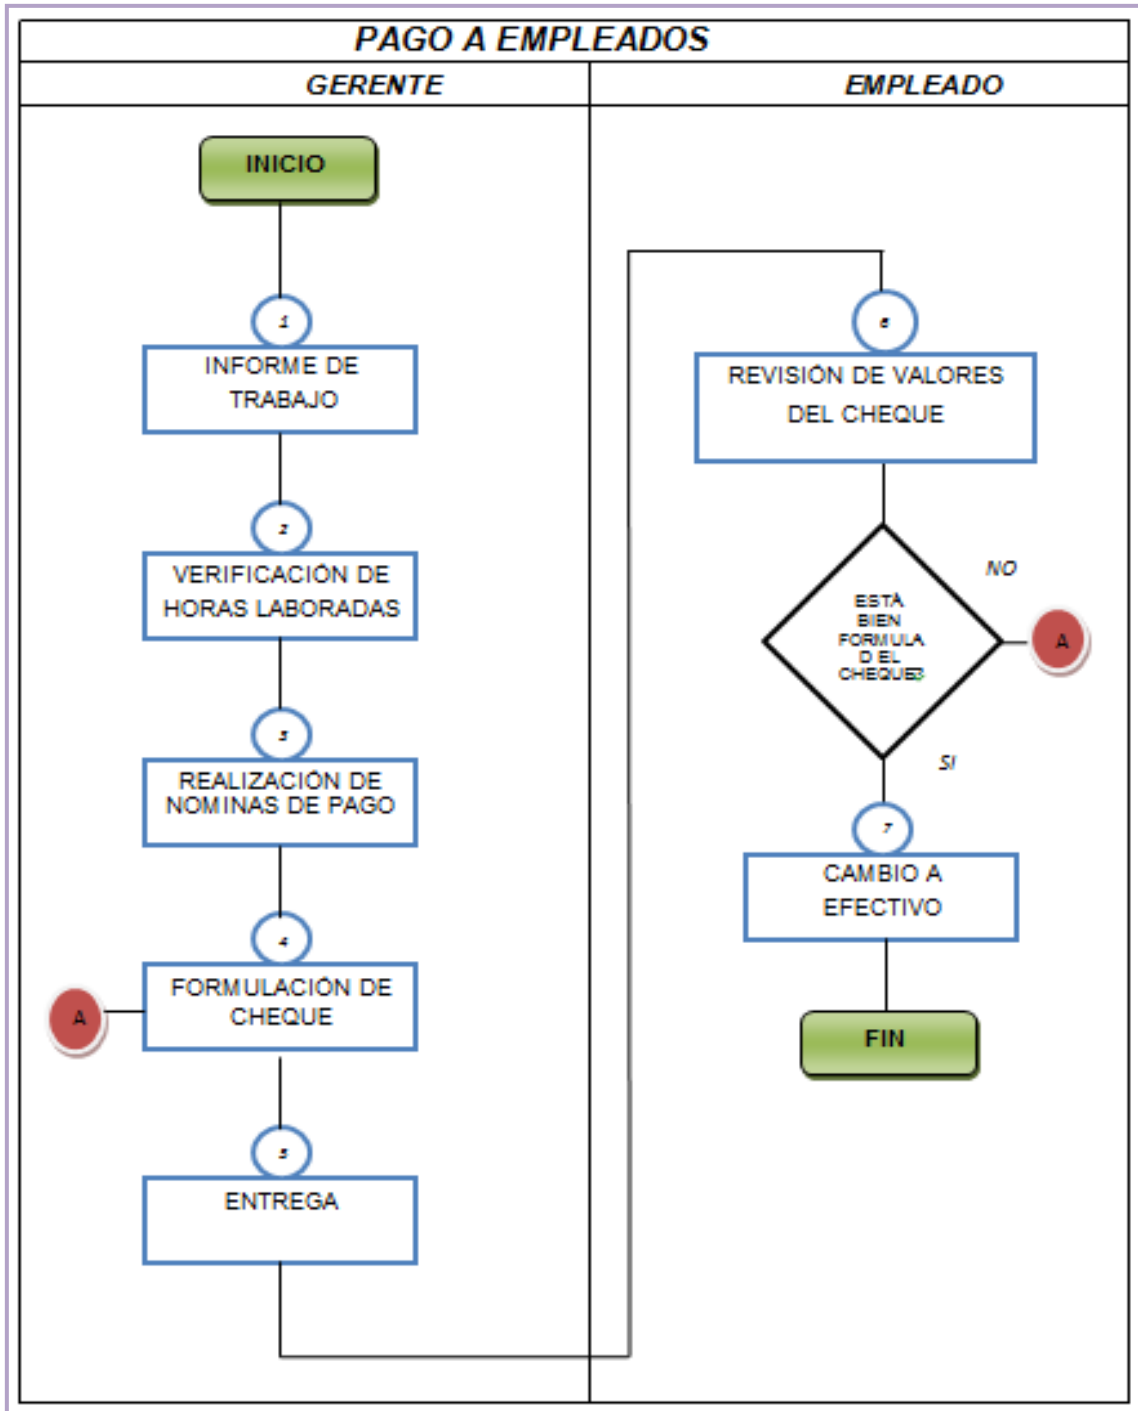 PAGO A EMPLEADOS
GERENTE
EMPLEADO
INICIO
1
INFORME DE
TRABAJO
2
VERIFICACIÓN DE
HORAS LABORADAS
3
REALIZACIÓN DE
NOMINAS DE PAGO
4
FORMULACIÓN DE
CHEQUE
A
5
ENTREGA
6
REVISIÓN DE VALORES
DEL CHEQUE
ESTÁ
BIEN
FORMULA
D EL
CHEQUE
NO
A
SI
7
CAMBIO A
EFECTIVO
FIN